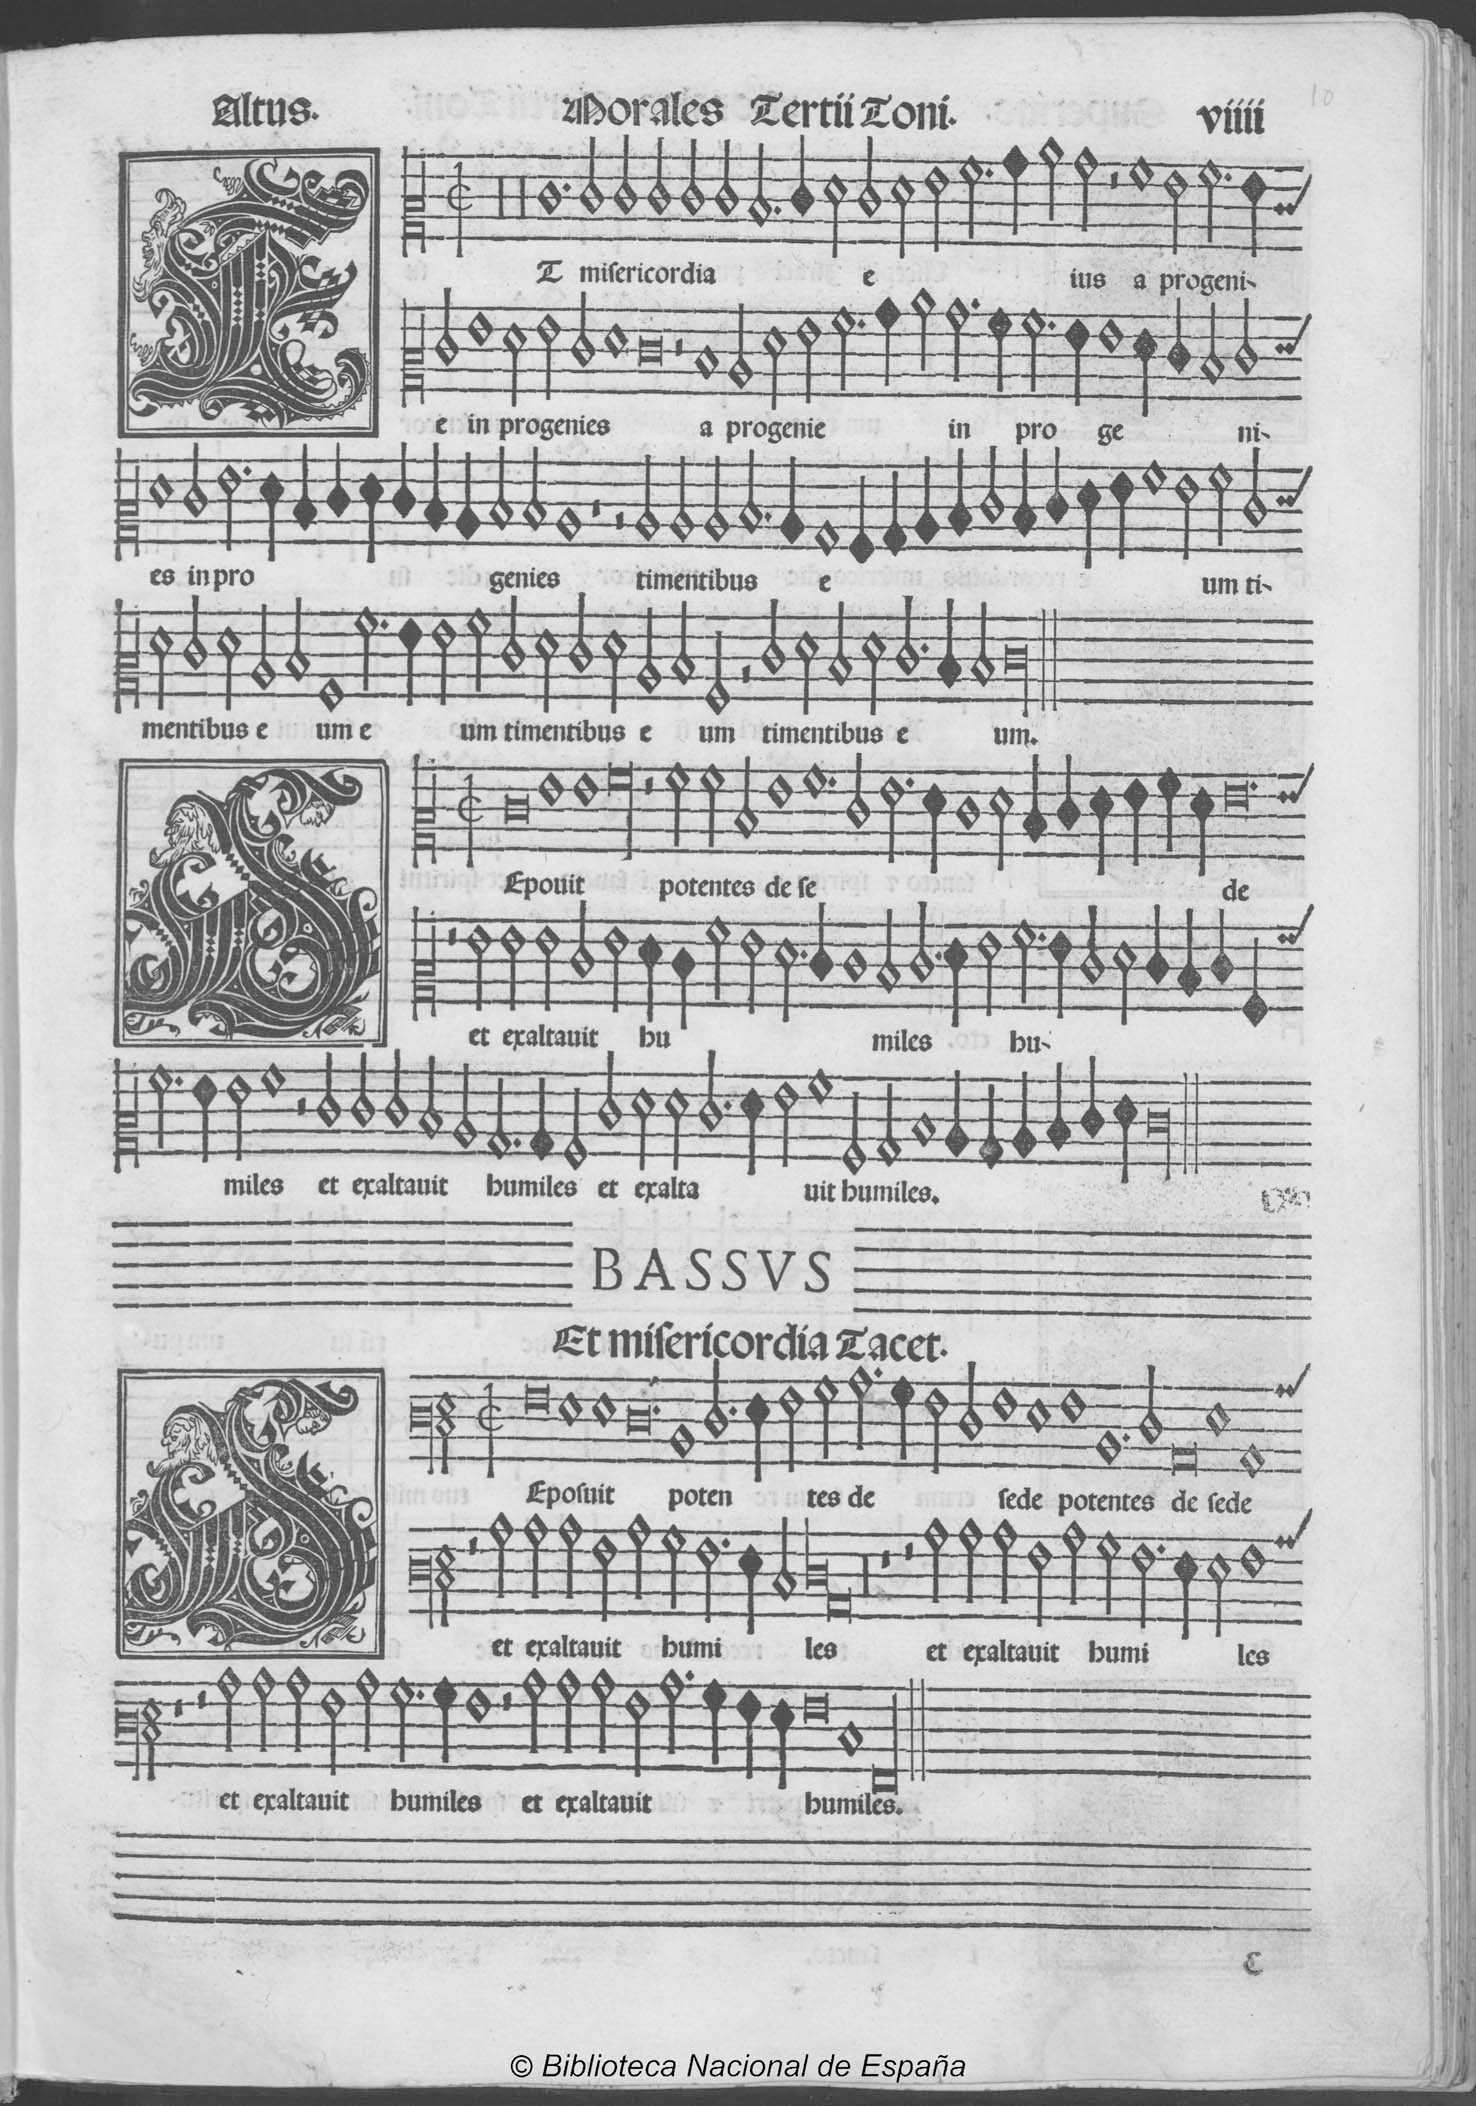 Altus. Morales Tertii Toni. viiii
10
ET miſericordia e ius a progeni-
e in progenies a progenie in pro ge ni-
es in pro genies timentibus e um ti-
mentibus e um e um timentibus e um timentibus e um.
DEpouit potentes de ſe de
et exaltauit hu miles hu-
miles et exaltauit humiles et exalta uit humiles.
BASSVS
Et miſericordia Tacet.
DEpoſuit poten tes de ſede potentes de ſede
et exaltauit humi les et exaltauit humi les
et exaltauit humiles et exaltauit humiles.
C
© Biblioteca Nacional de España